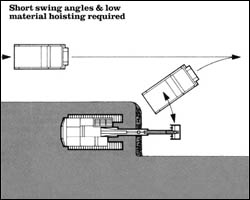 Short swing angles & low
material hoisting required